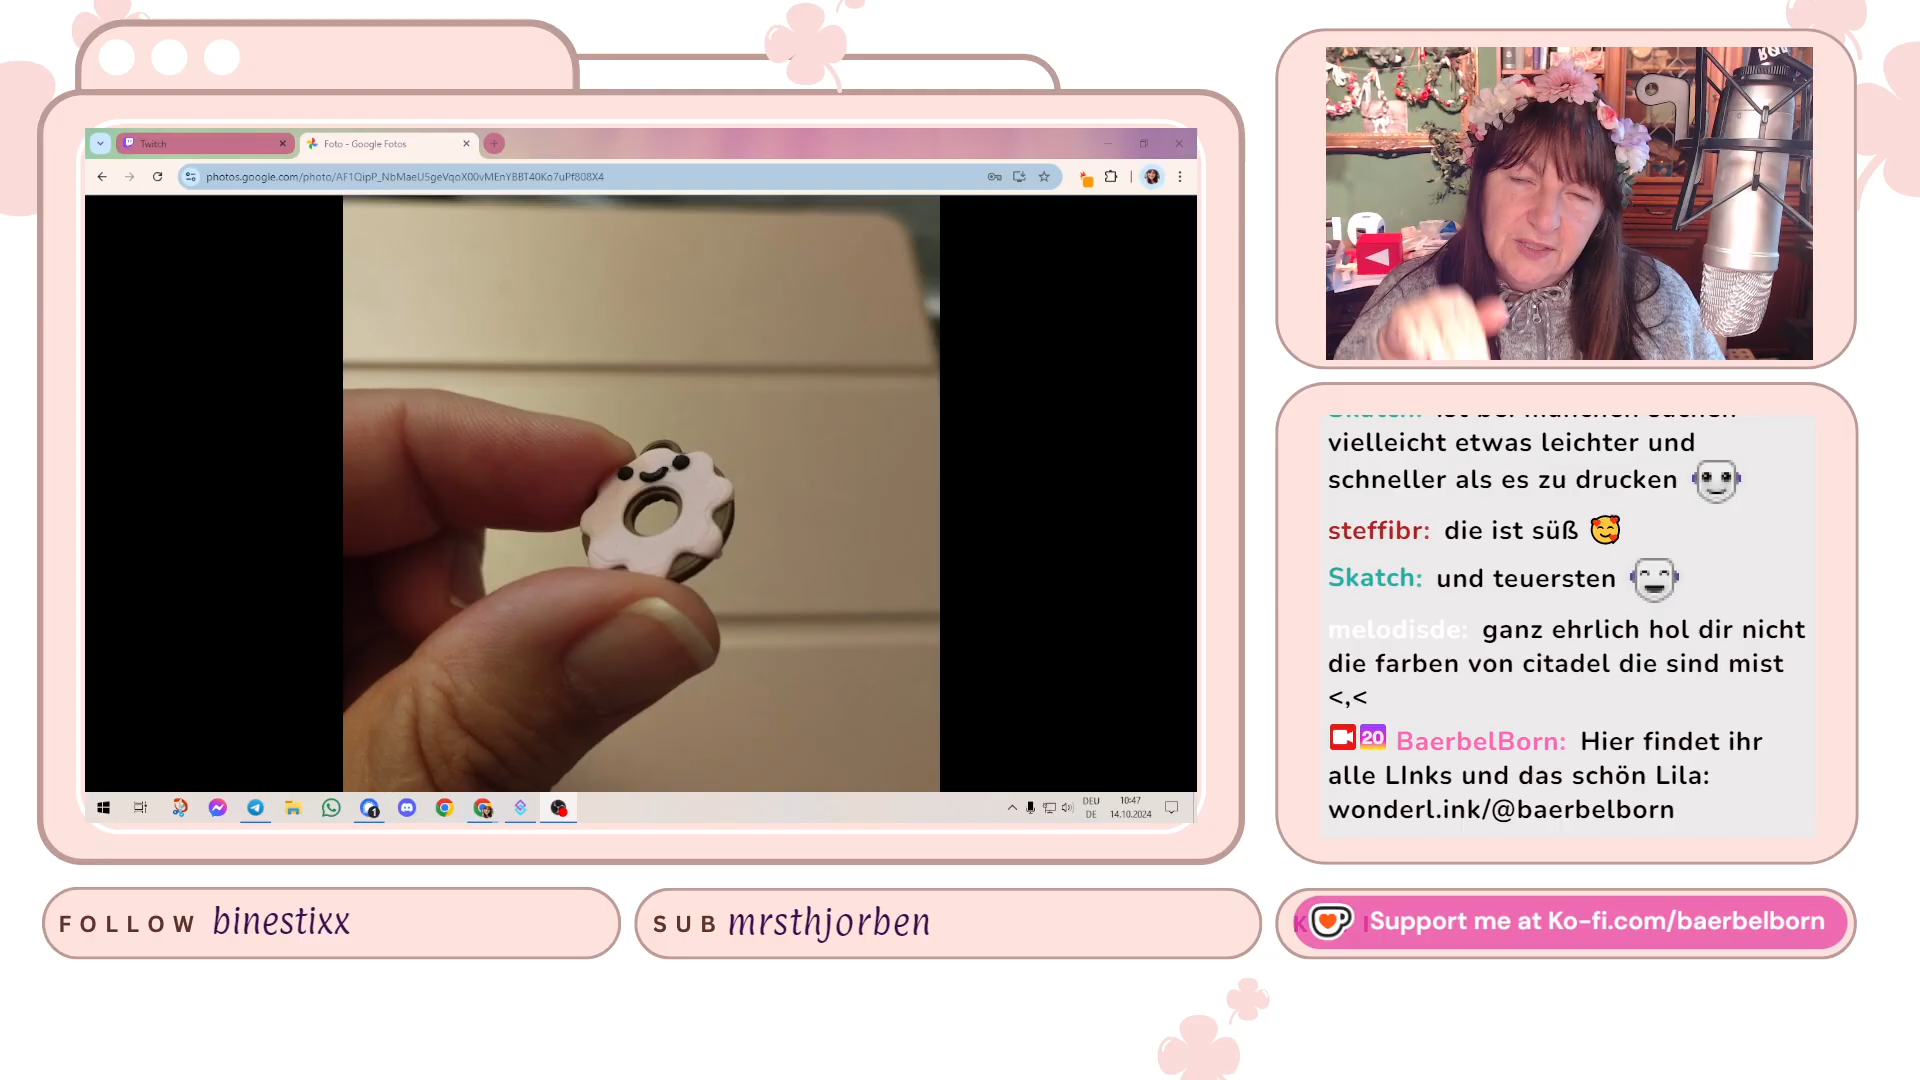 Twitch
Foto - Google Fotos
photos.google.com/photo/AF1QipP_NbMaeU5geVqoX00vMEnYBBT40Ko7uPf808X4
vielleicht etwas leichter und
schneller als es zu drucken
steffibr: die ist süß
Skatch: und teuersten
melodisde: ganz ehrlich hol dir nicht
die farben von citadel die sind mist
<,<
20 BaerbelBorn: Hier findet ihr
alle LInks und das schön Lila:
wonderl.ink/@baerbelborn
DEU
DE
10:47
14.10.2024
FOLLOW binestixx
SUB mrsthjorben
Support me at Ko-fi.com/baerbelborn